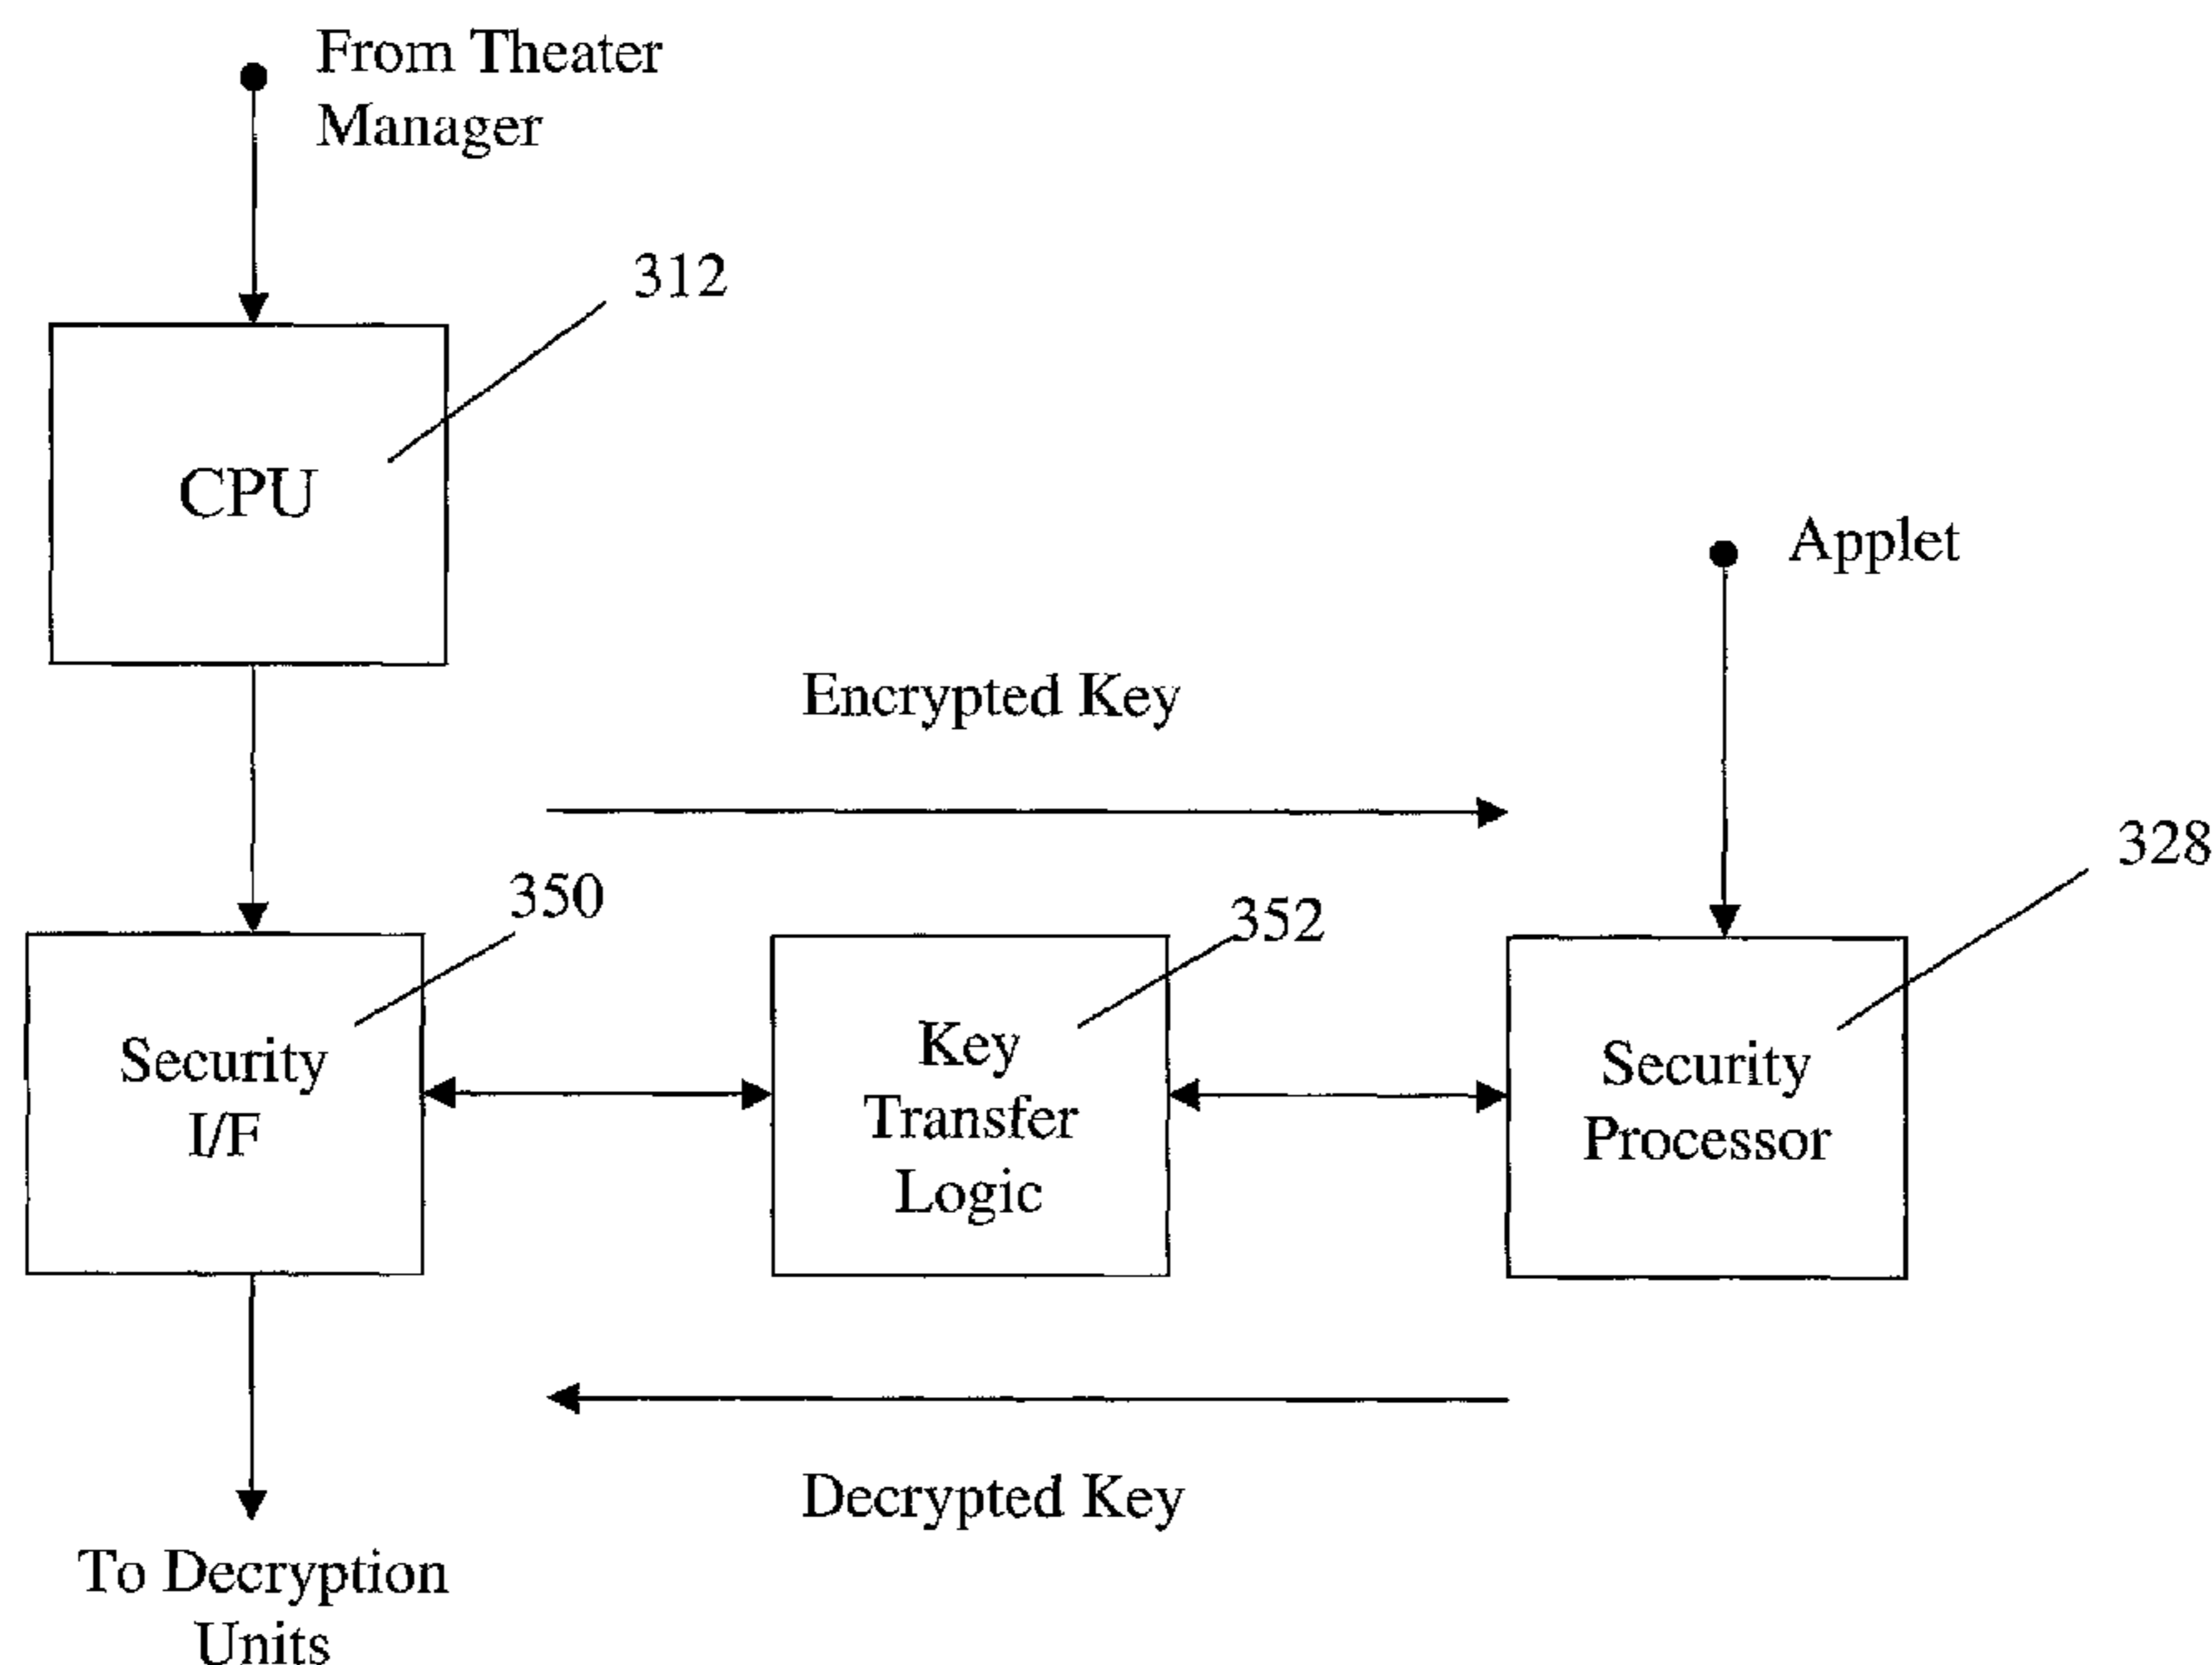 From Theater
Manager
312
CPU
Applet
Encrypted Key
328
350
352
Security
I/F
Key
Transfer
Logic
Security
Processor
Decrypted Key
To Decryption
Units